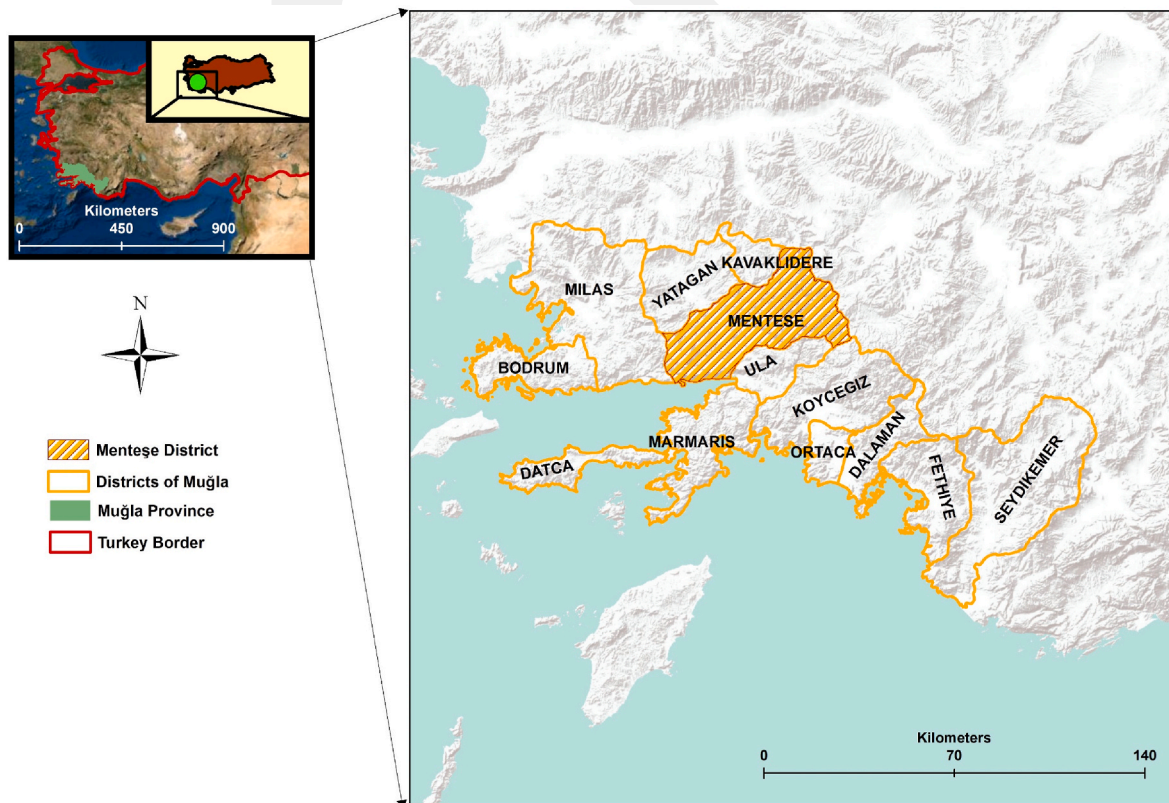 Kilometers
0 450 900
N
Menteşe District
Districts of Muğla
Muğla Province
Turkey Border
KAVAKLIDERE
MILAS
YATAGAN
MENTESE
BODRUM
ULA
KOYCEGIZ
MARMARIS
DATCA
ORTACA
DALAMAN
FETHIYE
SEYDIKEMER
Kilometers
0 70 140